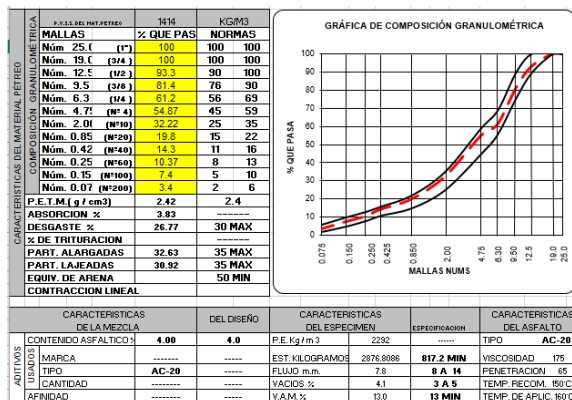 P.V.S.S. DEL MAT. PETREO 1414 KG/M3
MALLAS % QUE PAS NORMAS
Núm 25.0 (1") 100 100 100
Núm. 19.0 (3/4 ) 100 100 100
Núm. 12.5 (1/2 ) 93.3 90 100
Núm. 9.5 (3/8 ) 81.4 76 90
Núm. 6.3 (1/4 ) 61.2 56 69
Núm. 4.75 (Nº 4) 54.87 45 59
Núm. 2.00 (Nº10) 32.22 25 35
Núm. 0.85 (Nº20) 19.8 15 22
Núm. 0.42 (Nº40) 14.3 11 16
Núm. 0.25 (Nº60) 10.37 8 13
Núm. 0.15 (Nº100) 7.4 5 10
Núm. 0.07 (Nº200) 3.4 2 6
P.E.T.M.( g / cm3) 2.42 2.4
ABSORCION % 3.83 -------
DESGASTE % 26.77 30 MAX
% DE TRITURACION -------
PART. ALARGADAS 32.63 35 MAX
PART. LAJEADAS 30.92 35 MAX
EQUIV. DE ARENA 50 MIN
CONTRACCION LINEAL
CARACTERISTICAS DEL MATERIAL PÉTREO
COMPOSICIÓN GRANULOMÉTRICA
GRÁFICA DE COMPOSICIÓN GRANULOMÉTRICA
% QUE PASA
100
90
80
70
60
50
40
30
20
10
0
0.075 0.150 0.250 0.425 0.850 2.00 4.75 6.30 9.50 12.5 19.0 25.0
MALLAS NUMS
CARACTERISTICAS DEL DISEÑO CARACTERISTICAS CARACTERISTICAS
DE LA MEZCLA DEL ESPECIMEN ESPECIFICACION DEL ASFALTO
CONTENIDO ASFALTICO % 4.00 4.0 P.E. Kg / m 3 2292 ------ TIPO AC-20
MARCA ------- ------- EST. KILOGRAMOS 2876.8086 817.2 MIN VISCOSIDAD 175
TIPO AC-20 ------- FLUJO m.m. 7.8 8 A 14 PENETRACION 65
CANTIDAD ------- ------- VACIOS % 4.1 3 A 5 TEMP. RECOM. 150°C
AFINIDAD ------- ------- V.A.M. % 13.0 13 MIN TEMP. DE APLIC. 160°C
ADITIVOS
USADOS